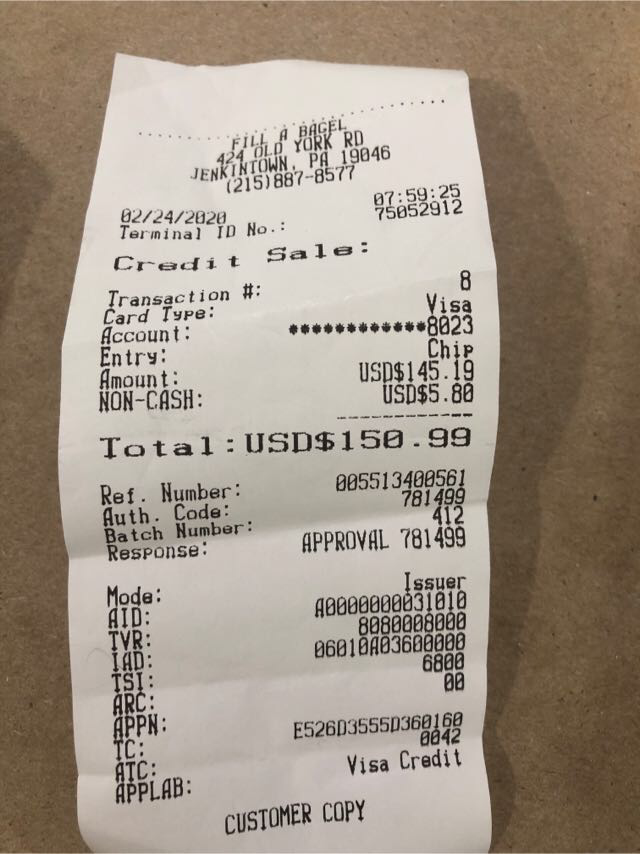 FILL A BAGEL
424 OLD YORK RD
JENKINTOWN, PA 19046
(215)887-8577
02/24/2020 07:59:25
Terminal ID No.: 75052912
Credit Sale:
Transaction #: 8
Card Type: Visa
Account: ************8023
Entry: Chip
Amount: USD$145.19
NON-CASH: USD$5.80
Total: USD$150.99
Ref. Number: 005513400561
Auth. Code: 781499
Batch Number: 412
Response: APPROVAL 781499
Mode: Issuer
AID: A0000000031010
TVR: 8080008000
IAD: 06010A03600000
TSI: 6800
ARC: 00
APPN:
TC: E526D3555D360160
ATC: 0042
APPLAB: Visa Credit
CUSTOMER COPY